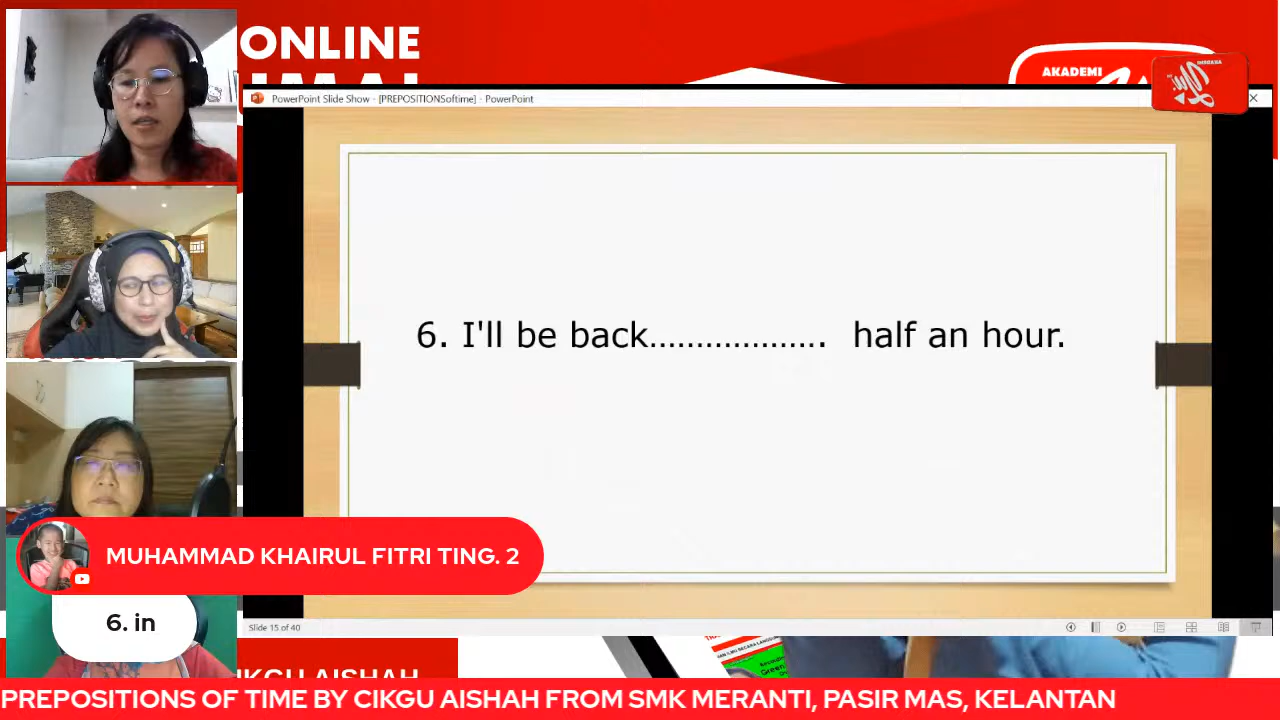 ONLINE
AKADEMI
PowerPoint Slide Show - [PREPOSITIONSoftime] - PowerPoint
6. I'll be back.................. half an hour.
MUHAMMAD KHAIRUL FITRI TING. 2
6. in
Slide 15 of 40
PREPOSITIONS OF TIME BY CIKGU AISHAH FROM SMK MERANTI, PASIR MAS, KELANTAN